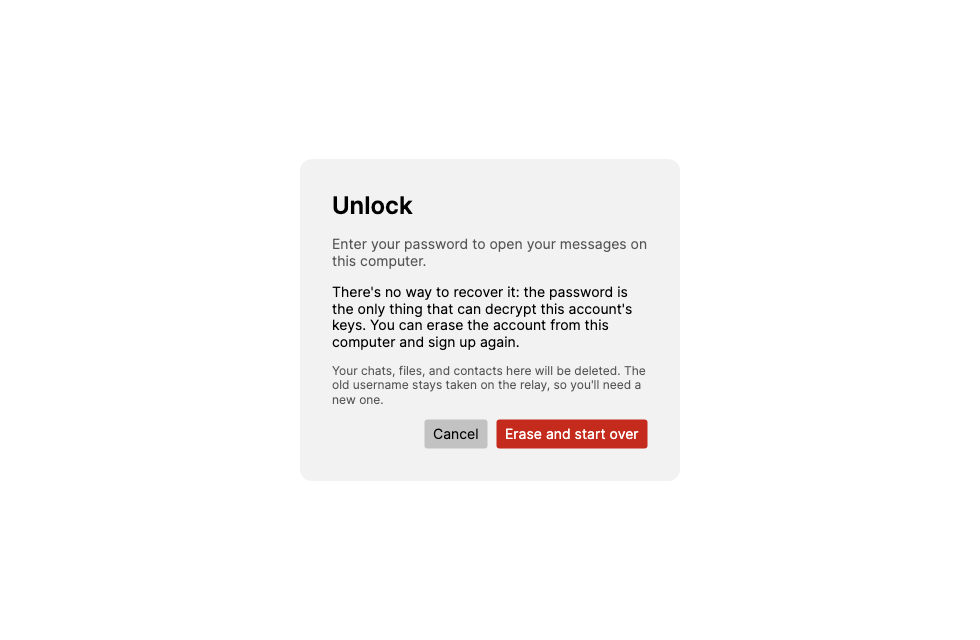 Unlock
Enter your password to open your messages on
this computer.
There's no way to recover it: the password is
the only thing that can decrypt this account's
keys. You can erase the account from this
computer and sign up again.
Your chats, files, and contacts here will be deleted. The
old username stays taken on the relay, so you'll need a
new one.
Cancel
Erase and start over